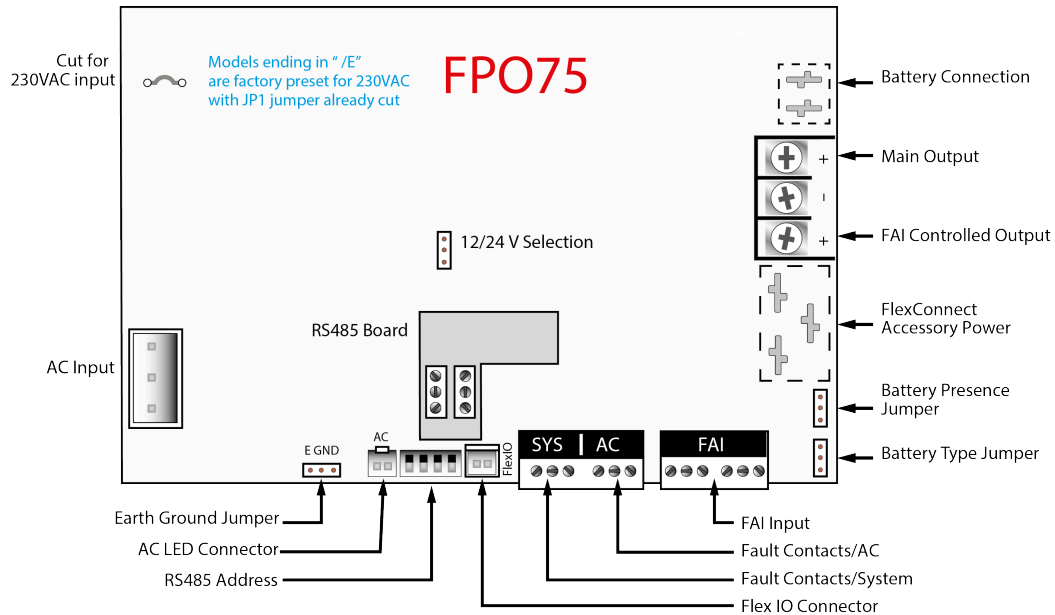 Cut for
230VAC input
Models ending in “ /E”
are factory preset for 230VAC
with JP1 jumper already cut
FPO75
Battery Connection
Main Output
+
-
+
FAI Controlled Output
12/24 V Selection
FlexConnect
Accessory Power
RS485 Board
AC Input
Battery Presence
Jumper
Battery Type Jumper
E GND
AC
FlexIO
SYS | AC
FAI
Earth Ground Jumper
AC LED Connector
RS485 Address
FAI Input
Fault Contacts/AC
Fault Contacts/System
Flex IO Connector